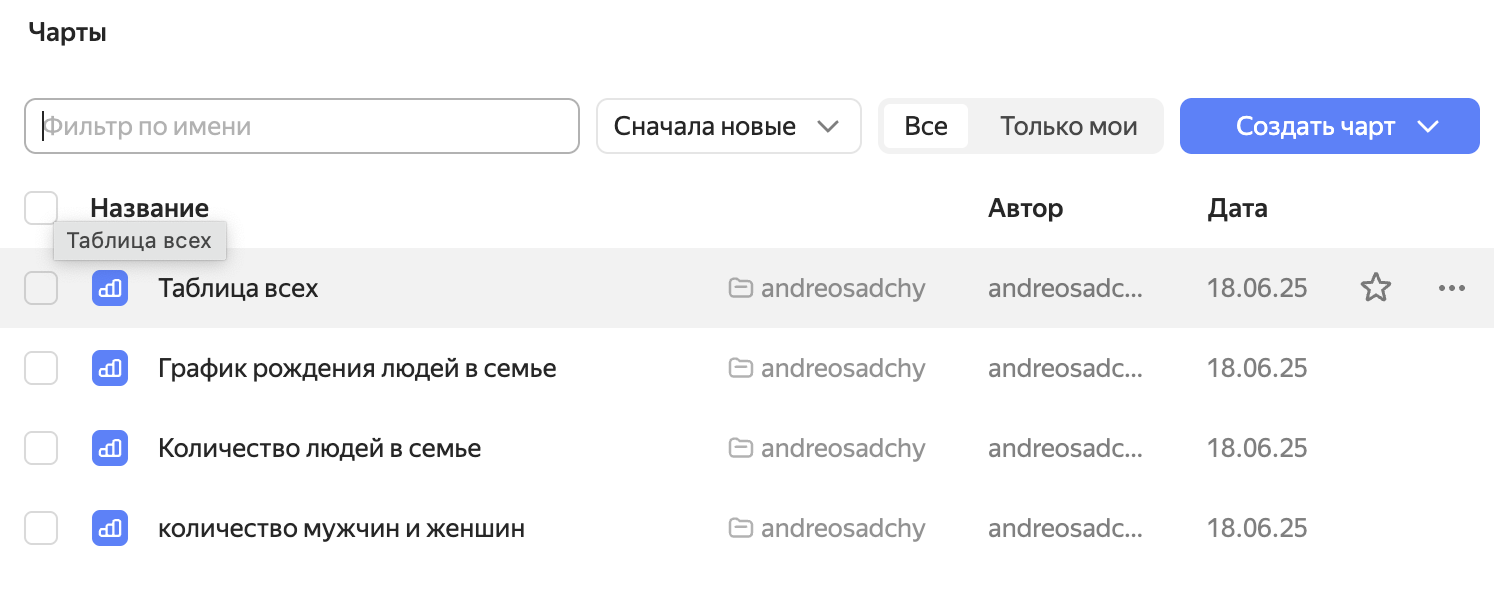 Чарты
Фильтр по имени Сначала новые Все Только мои Создать чарт
Название Автор Дата
Таблица всех
Таблица всех andreosadchy andreosadc... 18.06.25
График рождения людей в семье andreosadchy andreosadc... 18.06.25
Количество людей в семье andreosadchy andreosadc... 18.06.25
количество мужчин и женшин andreosadchy andreosadc... 18.06.25